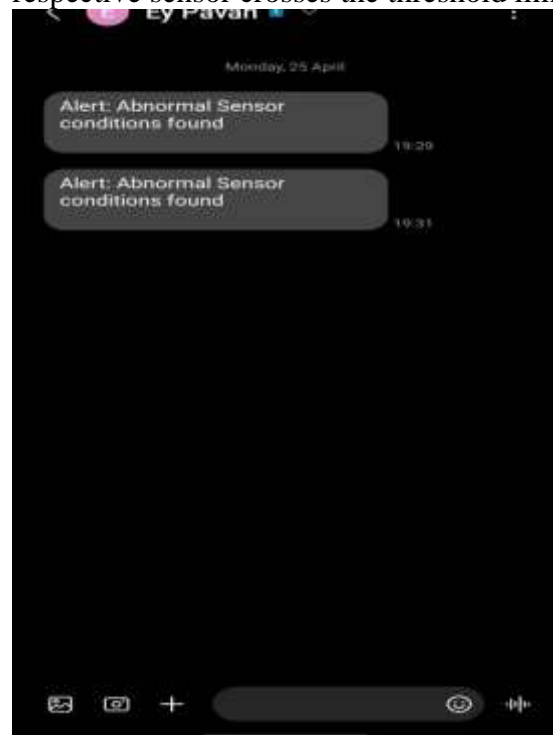 respective sensor crosses the threshold
Ey Pavan
Monday, 25 April
Alert: Abnormal Sensor
conditions found
19:29
Alert: Abnormal Sensor
conditions found
19:31